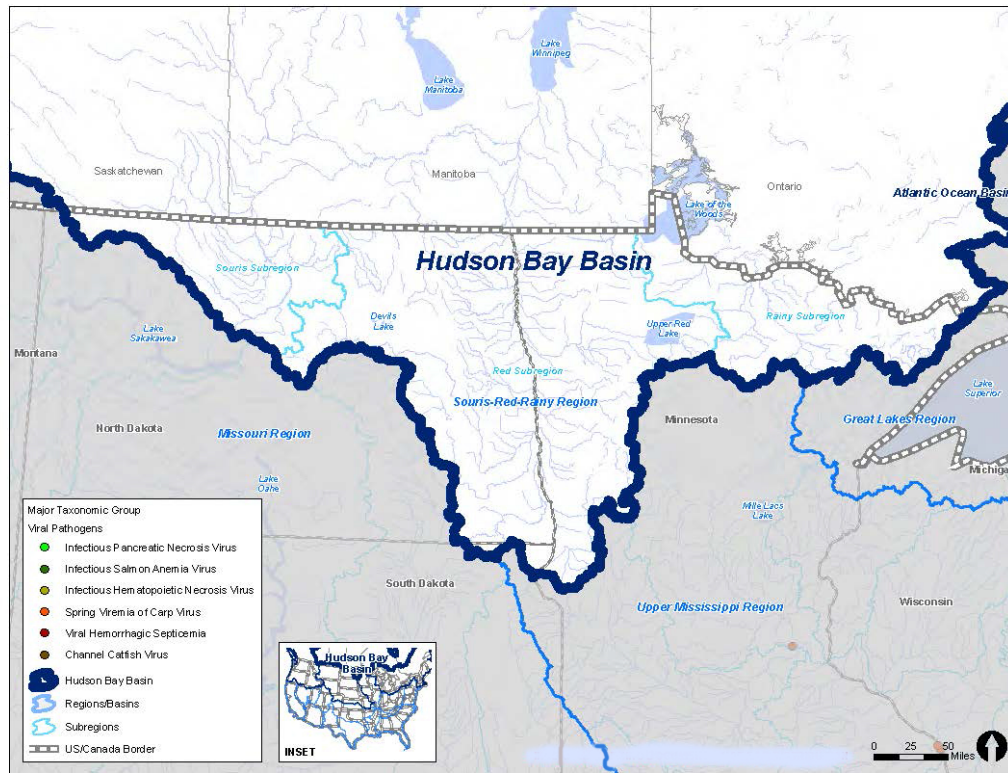 Lake
Winnipeg
Lake
Manitoba
Saskatchewan
Manitoba
Ontario
Atlantic Ocean Basin
Lake of the
Woods
Hudson Bay Basin
Souris Subregion
Devils
Lake
Upper Red
Lake
Rainy Subregion
Lake
Sakakawea
Montana
Red Subregion
Souris-Red-Rainy Region
Lake
Superior
North Dakota
Missouri Region
Minnesota
Great Lakes Region
Michiga
Lake
Oahe
Mille Lacs
Lake
South Dakota
Upper Mississippi Region
Wisconsin
Major Taxonomic Group
Viral Pathogens
Infectious Pancreatic Necrosis Virus
Infectious Salmon Anemia Virus
Infectious Hematopoietic Necrosis Virus
Spring Viremia of Carp Virus
Viral Hemorrhagic Septicemia
Channel Catfish Virus
Hudson Bay Basin
Regions/Basins
Subregions
US/Canada Border
Hudson Bay
Basin
INSET
0 25 50
Miles